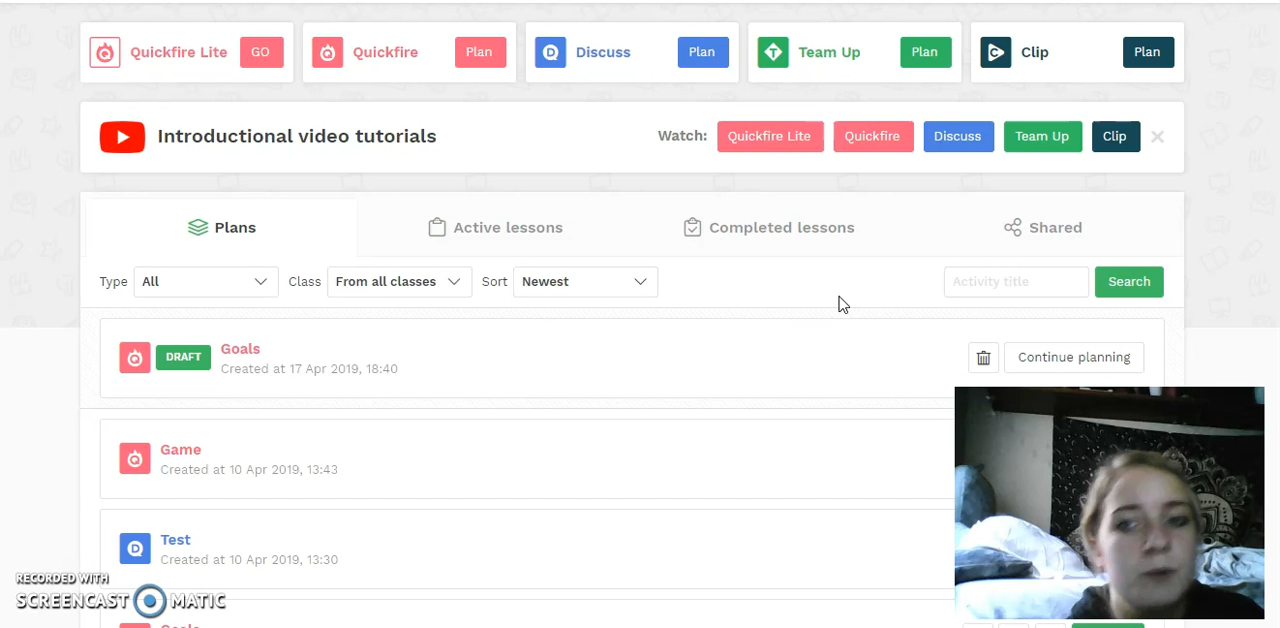 Quickfire Lite GO Quickfire Plan Discuss Plan Team Up Plan Clip Plan
Introductional video tutorials Watch: Quickfire Lite Quickfire Discuss Team Up Clip
Plans Active lessons Completed lessons Shared
Type All Class From all classes Sort Newest Activity title Search
DRAFT Goals Continue planning
Created at 17 Apr 2019, 18:40
Game
Created at 10 Apr 2019, 13:43
Test
Created at 10 Apr 2019, 13:30
RECORDED WITH
SCREENCAST MATIC